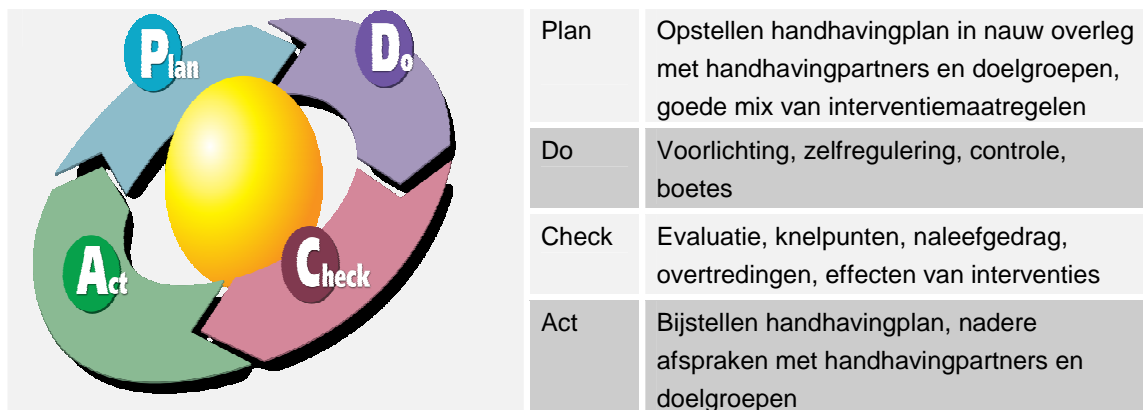 Plan
Do
Act
Check
Plan Opstellen handhavingplan in nauw overleg
met handhavingpartners en doelgroepen,
goede mix van interventiemaatregelen
Do Voorlichting, zelfregulering, controle,
boetes
Check Evaluatie, knelpunten, naleefgedrag,
overtredingen, effecten van interventies
Act Bijstellen handhavingplan, nadere
afspraken met handhavingpartners en
doelgroepen